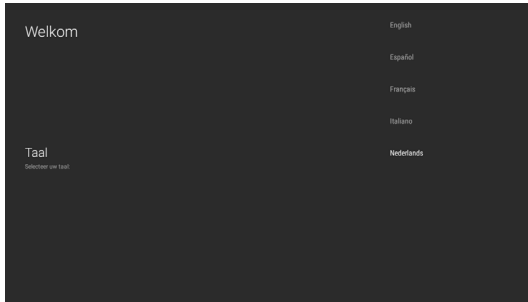 Welkom
Taal
Selecteer uw taal
English
Español
Français
Italiano
Nederlands